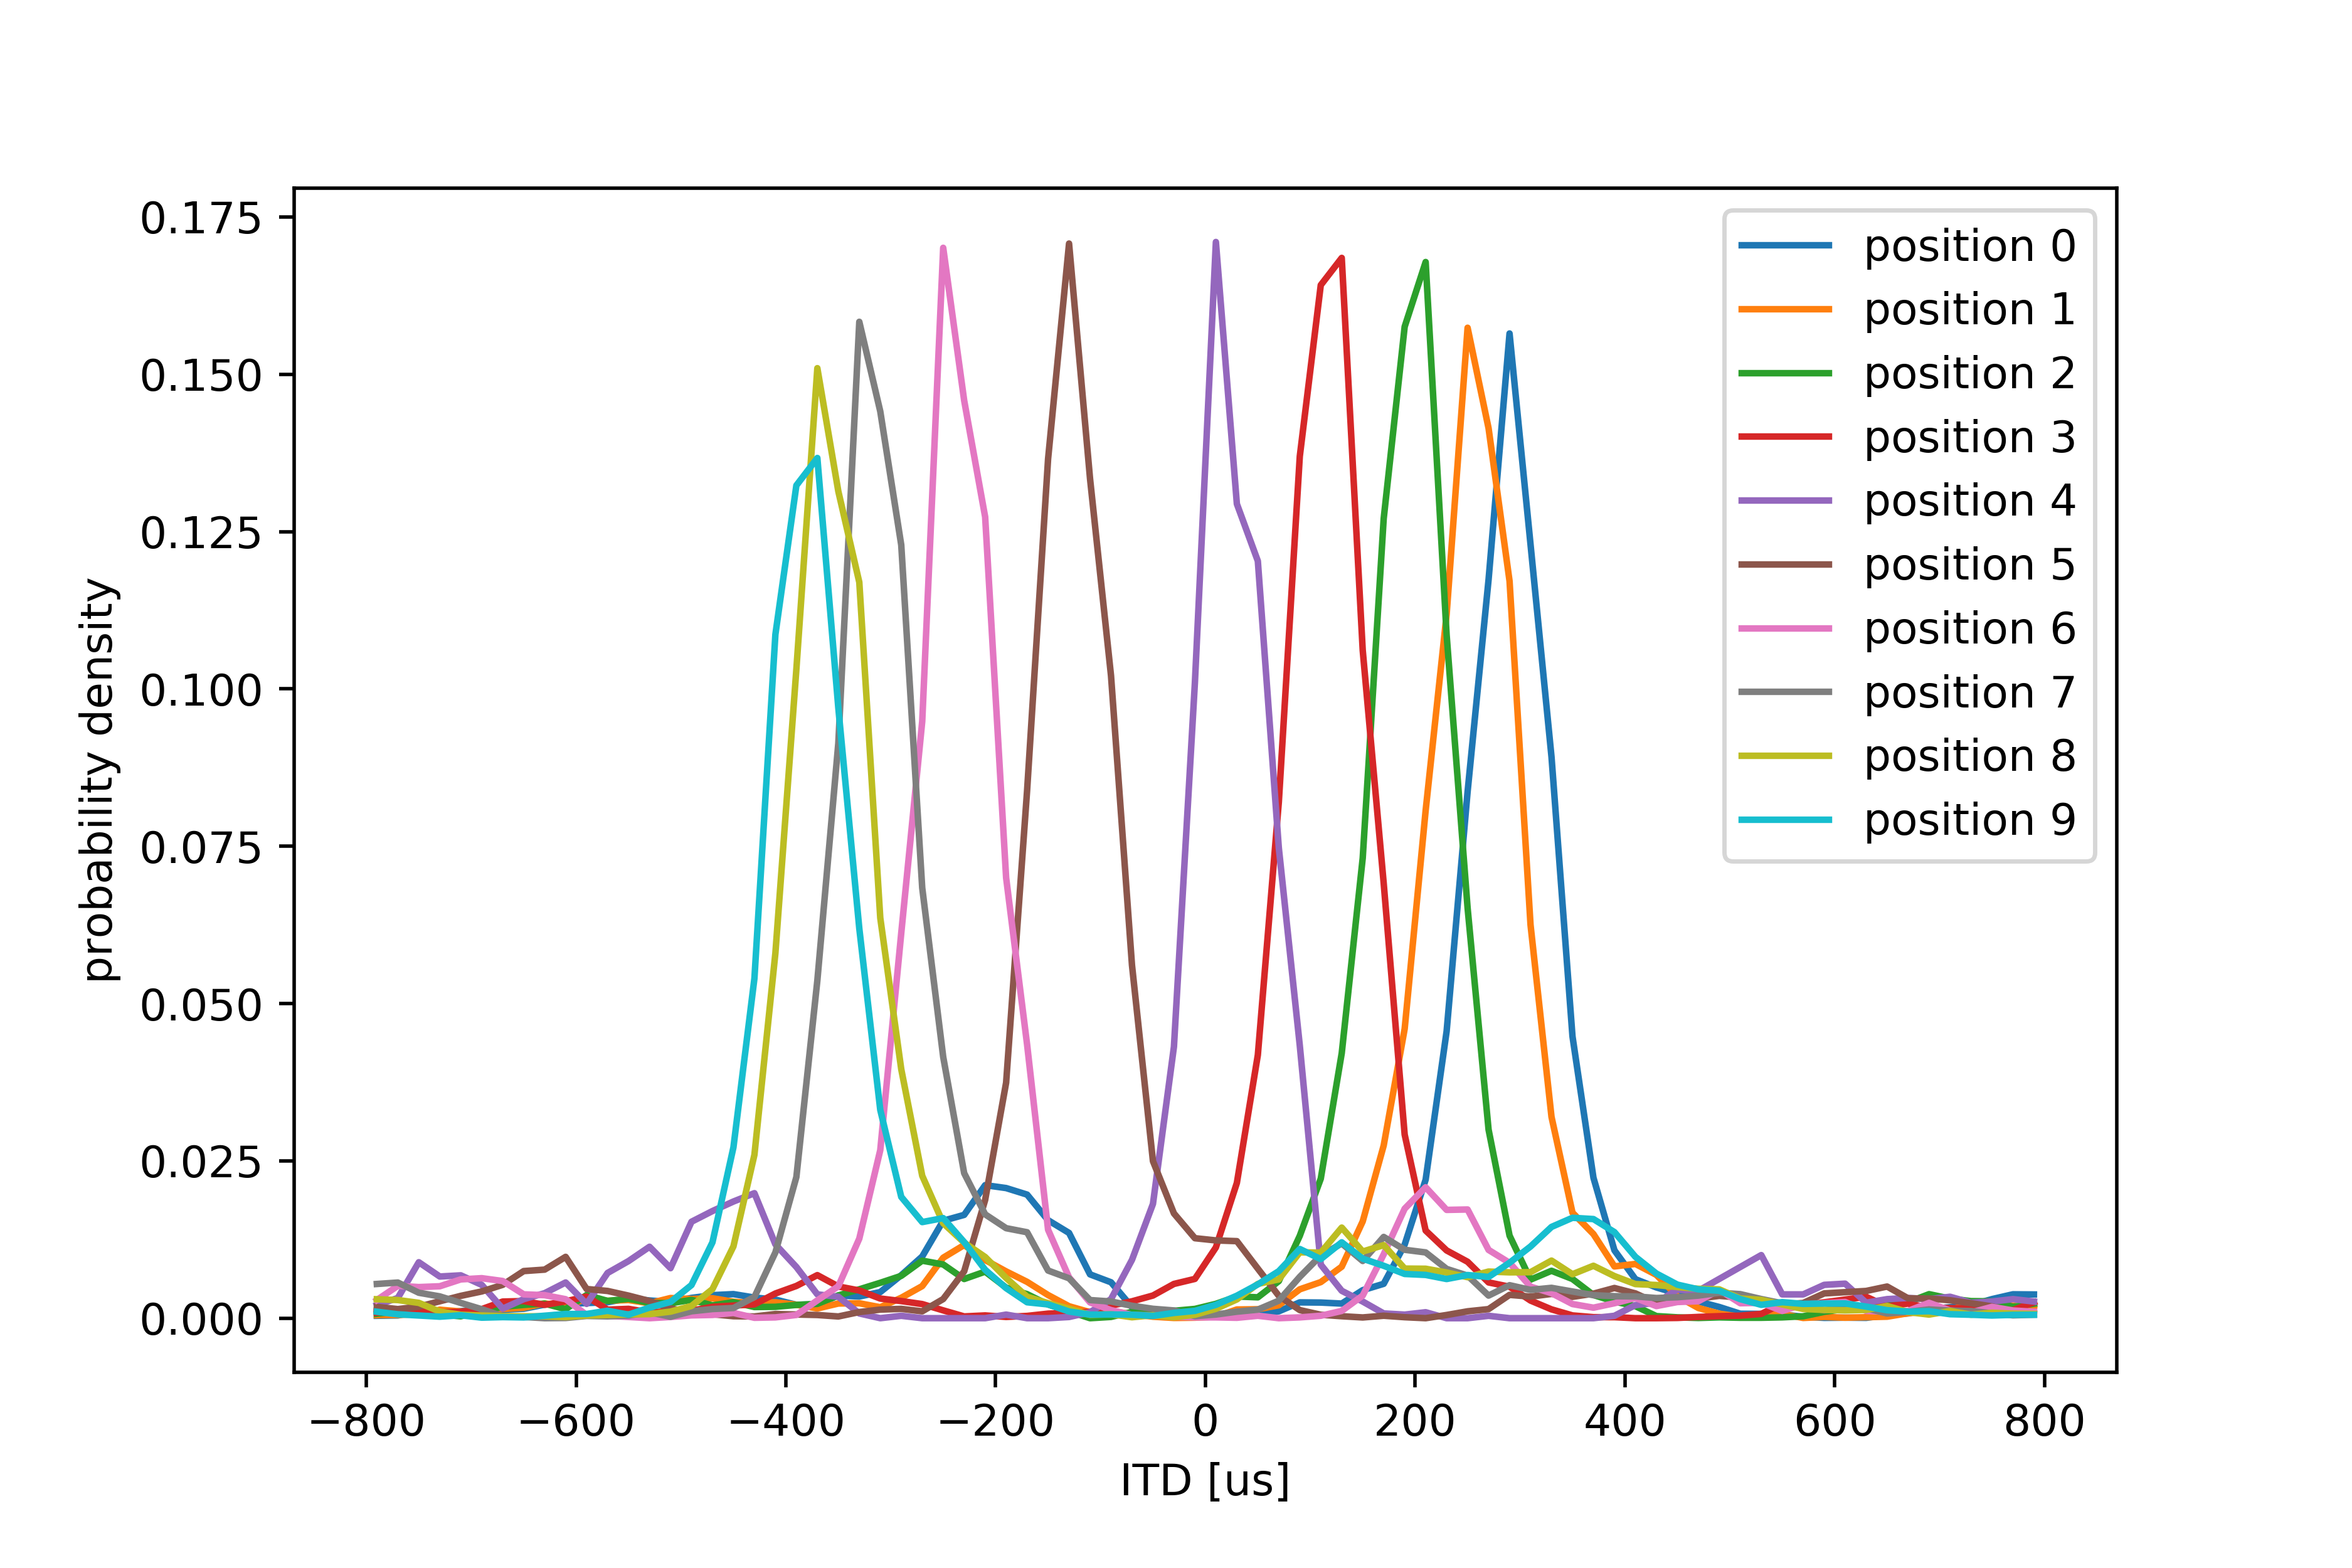 0.175
0.150
0.125
0.100
0.075
0.050
0.025
0.000
probability density
−800 −600 −400 −200 0 200 400 600 800
ITD [us]
position 0
position 1
position 2
position 3
position 4
position 5
position 6
position 7
position 8
position 9